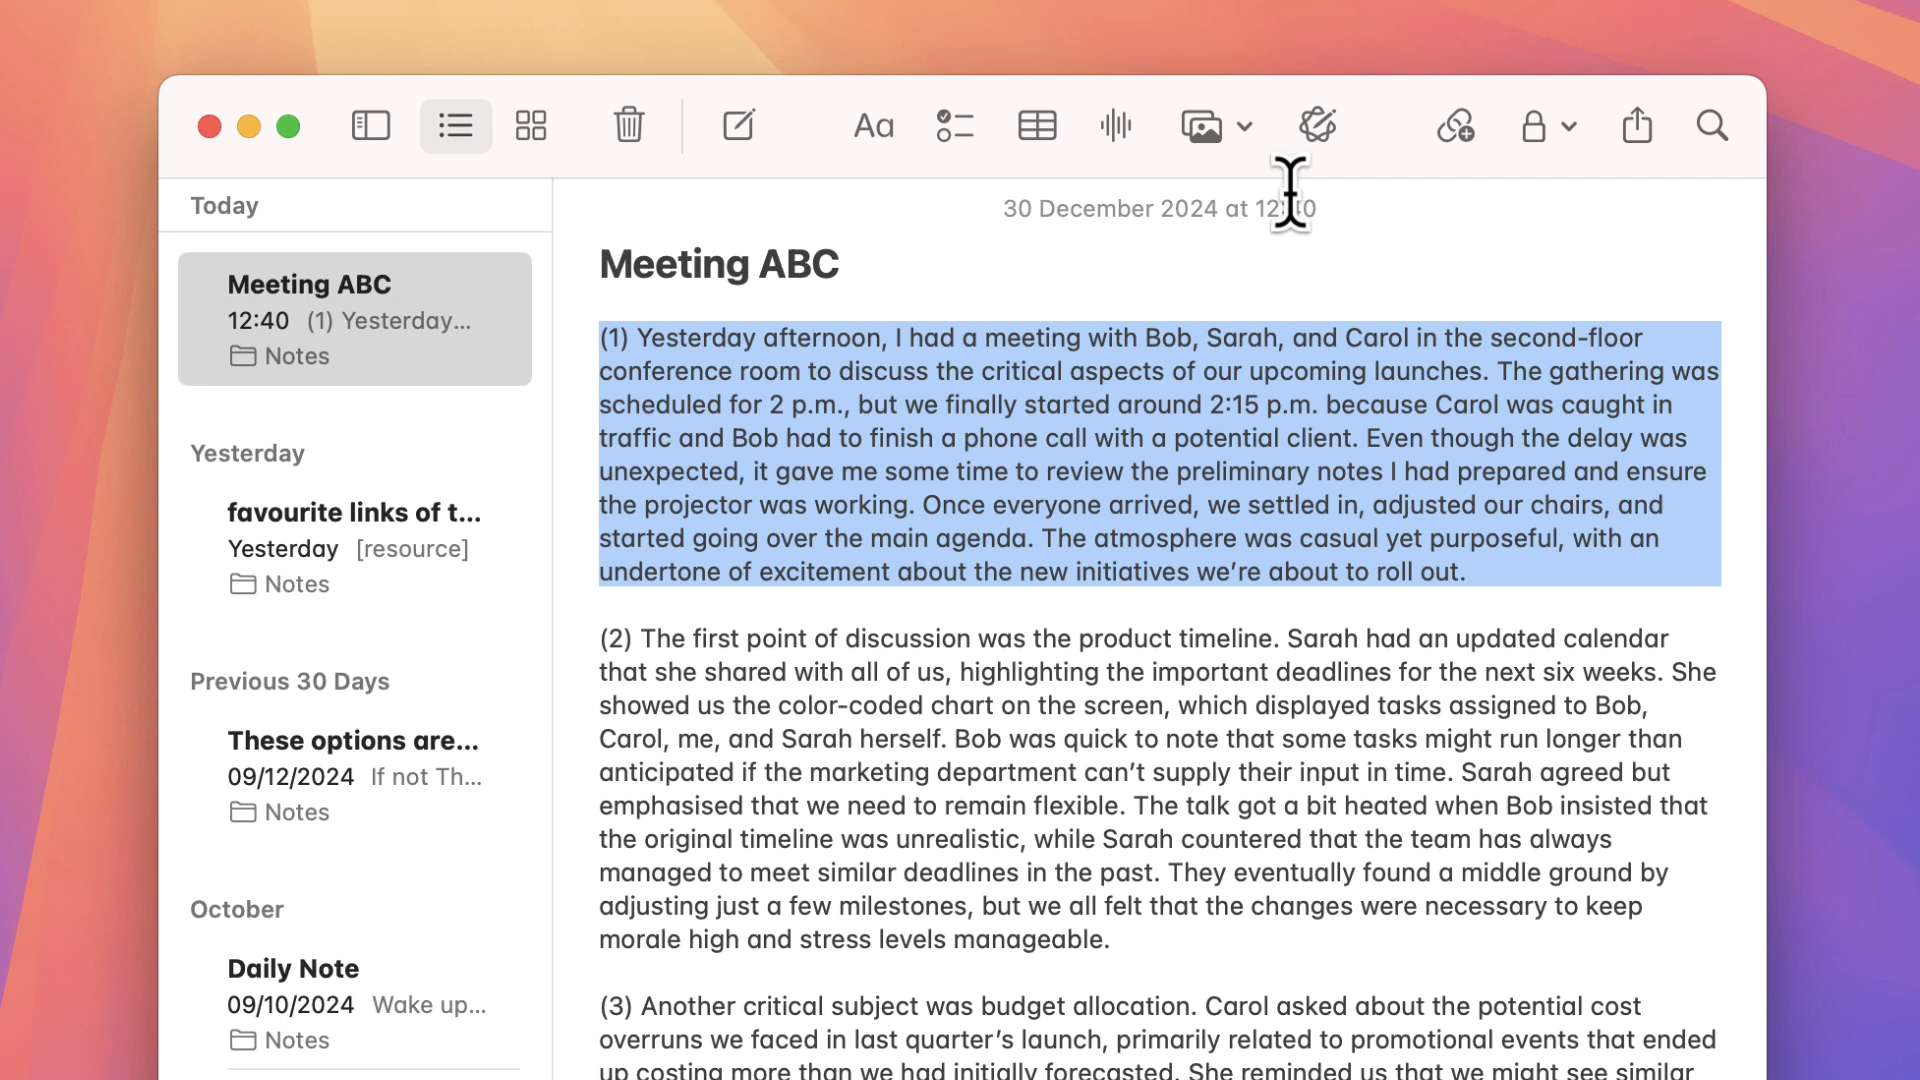 Aa
Today
Meeting ABC
12:40 (1) Yesterday...
Notes
Yesterday
favourite links of t...
Yesterday [resource]
Notes
Previous 30 Days
These options are...
09/12/2024 If not Th...
Notes
October
Daily Note
09/10/2024 Wake up...
Notes
30 December 2024 at
Meeting ABC
(1) Yesterday afternoon, I had a meeting with Bob, Sarah, and Carol in the second-floor
conference room to discuss the critical aspects of our upcoming launches. The gathering was
scheduled for 2 p.m., but we finally started around 2:15 p.m. because Carol was caught in
traffic and Bob had to finish a phone call with a potential client. Even though the delay was
unexpected, it gave me some time to review the preliminary notes I had prepared and ensure
the projector was working. Once everyone arrived, we settled in, adjusted our chairs, and
started going over the main agenda. The atmosphere was casual yet purposeful, with an
undertone of excitement about the new initiatives we’re about to roll out.
(2) The first point of discussion was the product timeline. Sarah had an updated calendar
that she shared with all of us, highlighting the important deadlines for the next six weeks. She
showed us the color-coded chart on the screen, which displayed tasks assigned to Bob,
Carol, me, and Sarah herself. Bob was quick to note that some tasks might run longer than
anticipated if the marketing department can’t supply their input in time. Sarah agreed but
emphasised that we need to remain flexible. The talk got a bit heated when Bob insisted that
the original timeline was unrealistic, while Sarah countered that the team has always
managed to meet similar deadlines in the past. They eventually found a middle ground by
adjusting just a few milestones, but we all felt that the changes were necessary to keep
morale high and stress levels manageable.
(3) Another critical subject was budget allocation. Carol asked about the potential cost
overruns we faced in last quarter’s launch, primarily related to promotional events that ended
up costing more than we had initially forecasted. She reminded us that we might see similar